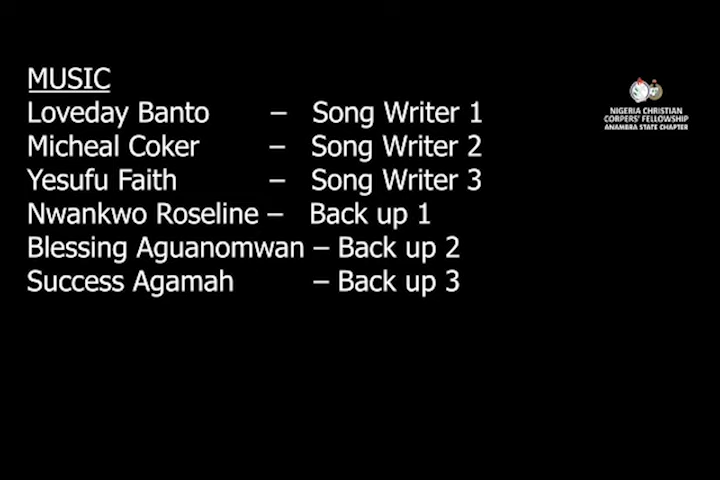 MUSIC
Loveday Banto – Song Writer 1
Micheal Coker – Song Writer 2
Yesufu Faith – Song Writer 3
Nwankwo Roseline – Back up 1
Blessing Aguanomwan – Back up 2
Success Agamah – Back up 3
NIGERIA CHRISTIAN
CORPERS' FELLOWSHIP
ANAMBRA STATE CHAPTER